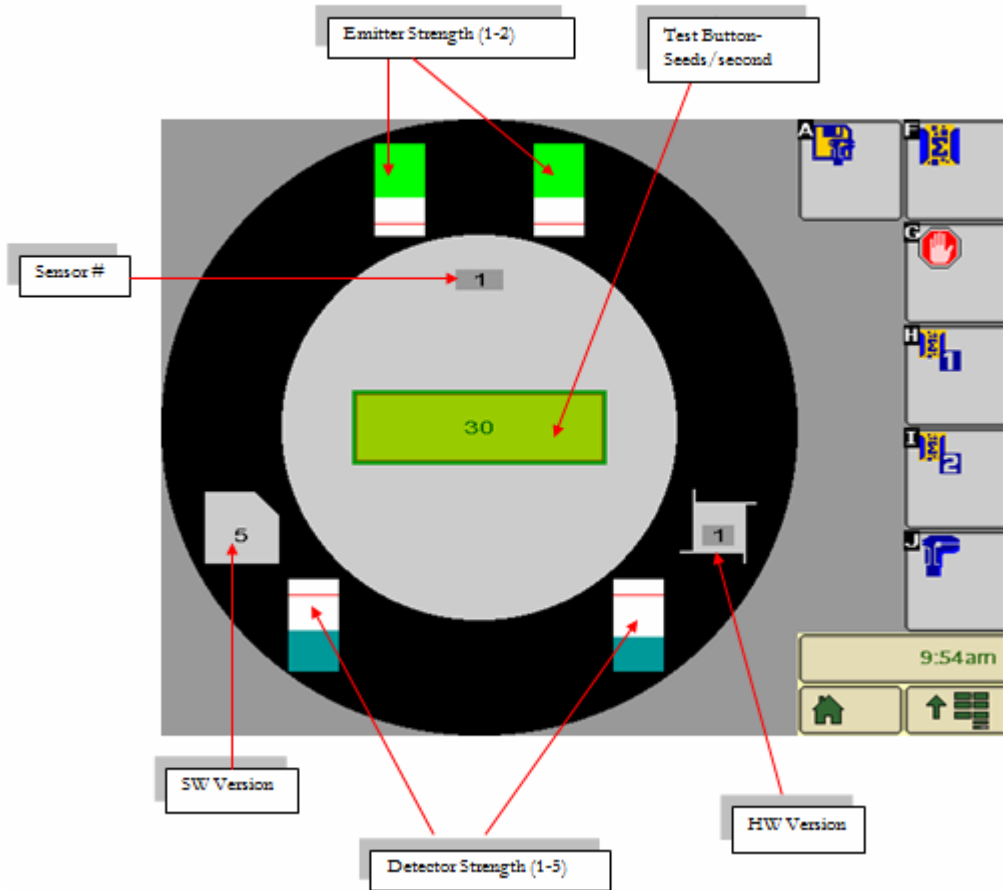 Emitter Strength (1-2)
Test Button-
Seeds/second
A
F
G
Sensor #
1
H
1
30
I
2
5
1
J
9:54am
SW Version
HW Version
Detector Strength (1-5)